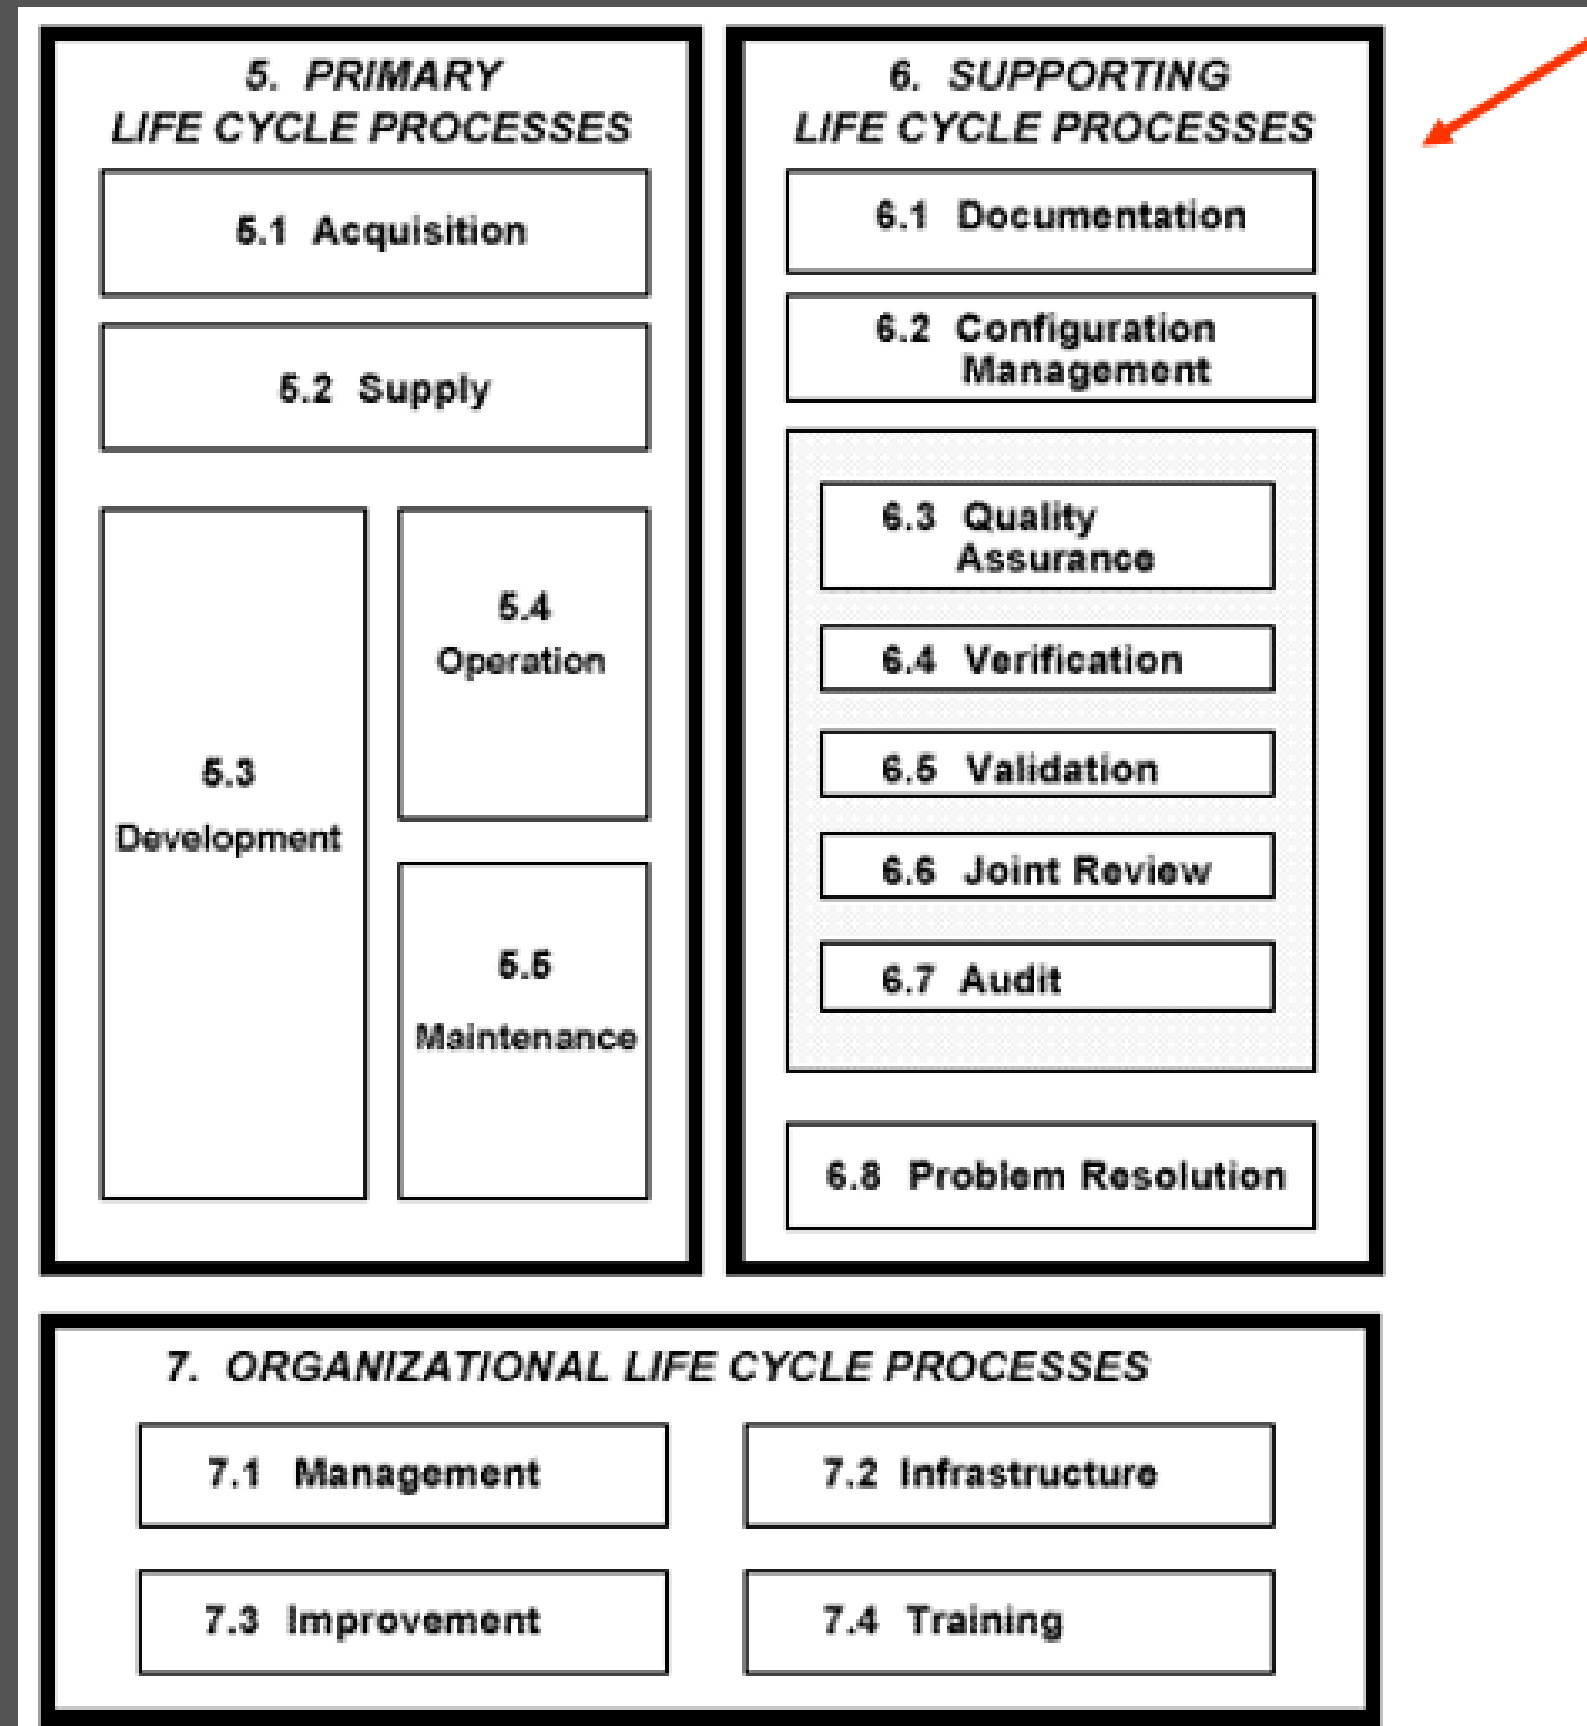 5. PRIMARY
LIFE CYCLE PROCESSES
5.1 Acquisition
5.2 Supply
5.3
Development
5.4
Operation
5.5
Maintenance
6. SUPPORTING
LIFE CYCLE PROCESSES
6.1 Documentation
6.2 Configuration
Management
6.3 Quality
Assurance
6.4 Verification
6.5 Validation
6.6 Joint Review
6.7 Audit
6.8 Problem Resolution
7. ORGANIZATIONAL LIFE CYCLE PROCESSES
7.1 Management
7.2 Infrastructure
7.3 Improvement
7.4 Training